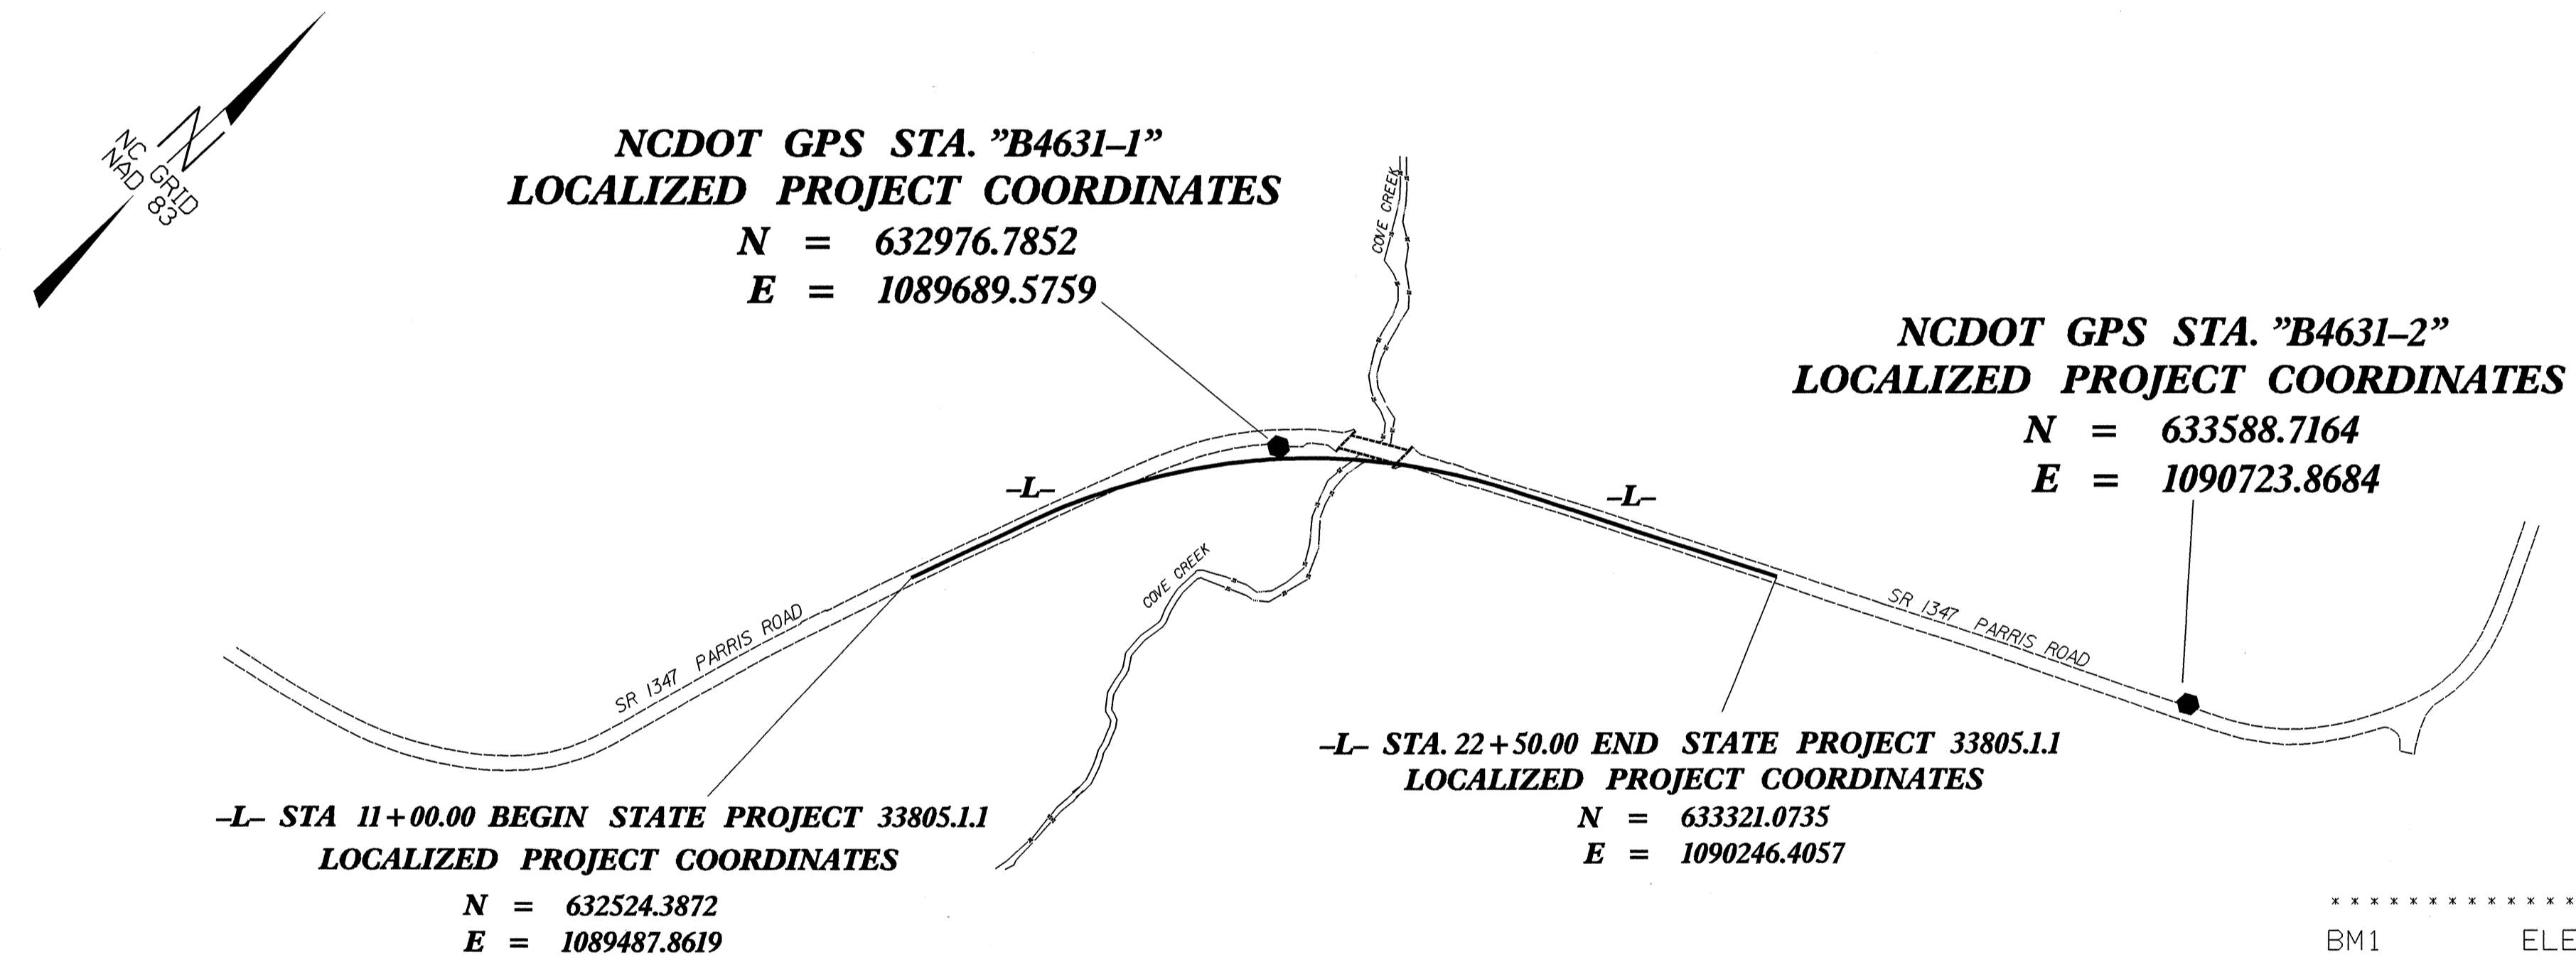 NC GRID
NAD 83
NCDOT GPS STA. "B4631-1"
LOCALIZED PROJECT COORDINATES
N = 632976.7852
E = 1089689.5759
COVE CREEK
NCDOT GPS STA. "B4631-2"
LOCALIZED PROJECT COORDINATES
N = 633588.7164
E = 1090723.8684
-L-
-L-
COVE CREEK
SR 1347 PARRIS ROAD
SR 1347 PARRIS ROAD
-L- STA. 22+50.00 END STATE PROJECT 33805.1.1
LOCALIZED PROJECT COORDINATES
N = 633321.0735
E = 1090246.4057
-L- STA 11+00.00 BEGIN STATE PROJECT 33805.1.1
LOCALIZED PROJECT COORDINATES
N = 632524.3872
E = 1089487.8619
* * * * * * * * * * * * *
BM1 ELE